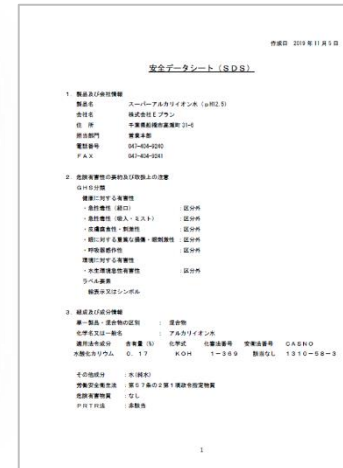 作成日 2019年11月5日
安全データシート（SDS）
1. 製品及び会社情報
製品名 スーパーアルカリイオン水（pH12.5）
会社名 株式会社Eプラン
住 所 千葉県船橋市高瀬町31-6
担当部門 営業本部
電話番号 047-404-9240
FAX 047-404-9241
2. 危険有害性の要約及び取扱上の注意
GHS分類
健康に対する有害性
・急性毒性（経口） ：区分外
・急性毒性（吸入・ミスト） ：区分外
・皮膚腐食性・刺激性 ：区分外
・眼に対する重篤な損傷・眼刺激性 ：区分外
・呼吸器感作性 ：区分外
環境に対する有害性
・水生環境急性有害性 ：区分外
ラベル要素
絵表示又はシンボル
3. 組成及び成分情報
単一製品・混合物の区別 ： 混合物
化学名又は一般名 ： アルカリイオン水
適用法令成分 含有量（%） 化学式 化審法番号 安衛法番号 CASNO
水酸化カリウム 0.17 KOH 1-369 該当なし 1310-58-3
その他成分 ：水(純水)
労働安全衛生法 ：第57条の2第1項政令指定物質
危険有害物質 ：なし
PRTR法 ：非該当
1